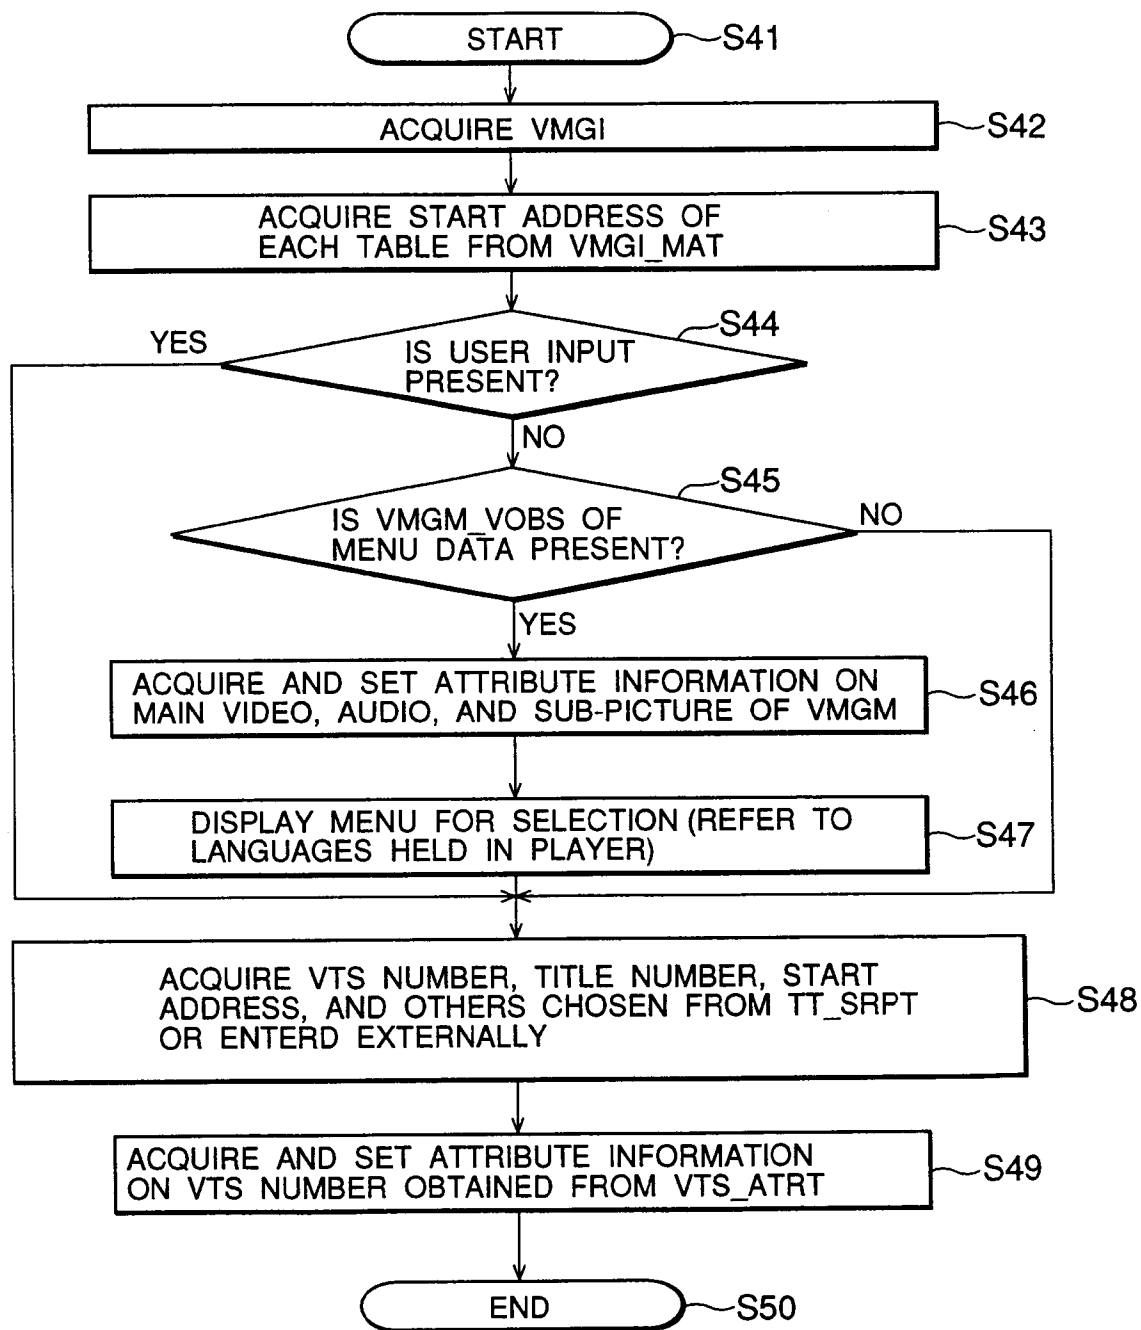 START
S41
ACQUIRE VMGI
S42
ACQUIRE START ADDRESS OF
EACH TABLE FROM VMGI_MAT
S43
S44
YES
IS USER INPUT
PRESENT?
NO
S45
IS VMGM_VOBS OF
MENU DATA PRESENT?
NO
YES
ACQUIRE AND SET ATTRIBUTE INFORMATION ON
MAIN VIDEO, AUDIO, AND SUB-PICTURE OF VMGM
S46
DISPLAY MENU FOR SELECTION (REFER TO
LANGUAGES HELD IN PLAYER)
S47
ACQUIRE VTS NUMBER, TITLE NUMBER, START
ADDRESS, AND OTHERS CHOSEN FROM TT_SRPT
OR ENTERD EXTERNALLY
S48
ACQUIRE AND SET ATTRIBUTE INFORMATION
ON VTS NUMBER OBTAINED FROM VTS_ATRT
S49
END
S50